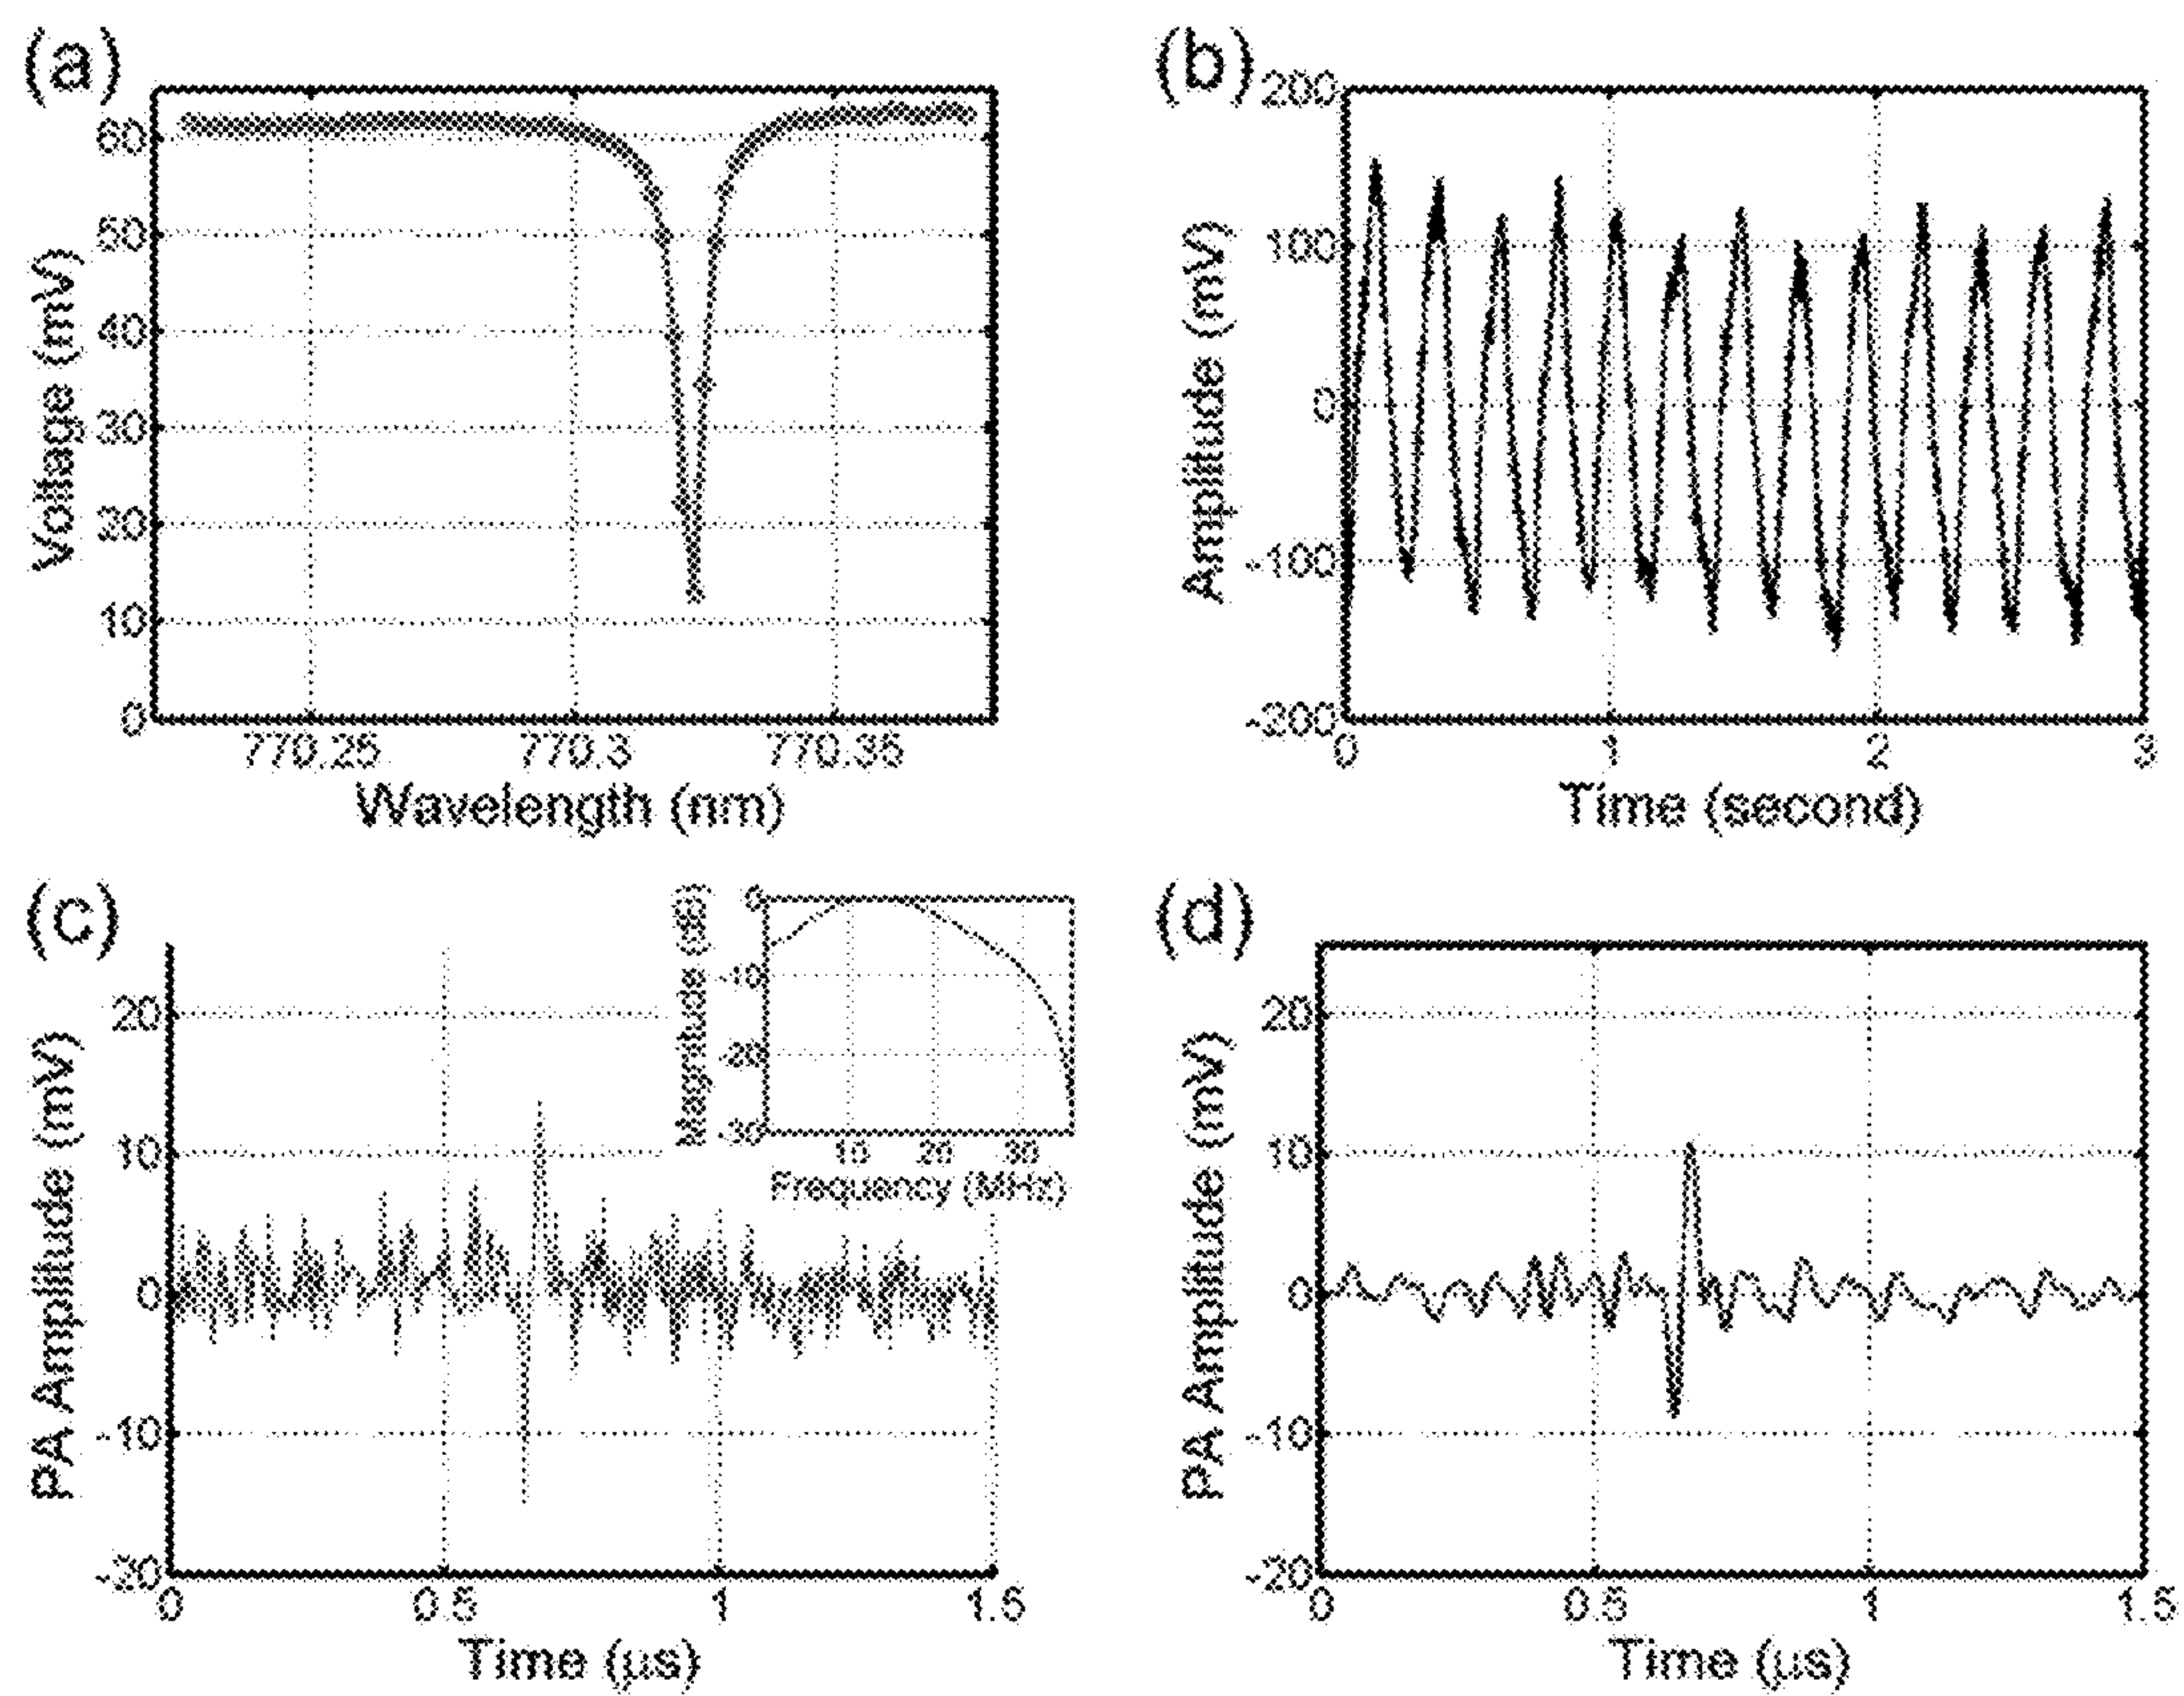 (a)
60
50
40
30
20
10
0
Voltage (mV)
770.25 770.3 770.35
Wavelength (nm)
(b)
200
100
0
-100
-200
Amplitude (mV)
0 1 2 3
Time (second)
(c)
20
10
0
-10
-20
PA Amplitude (mV)
0 0.5 1 1.5
Time (μs)
0
-10
-20
-30
Magnitude (dB)
10 20 30
Frequency (MHz)
(d)
20
10
0
-10
-20
PA Amplitude (mV)
0 0.5 1 1.5
Time (μs)